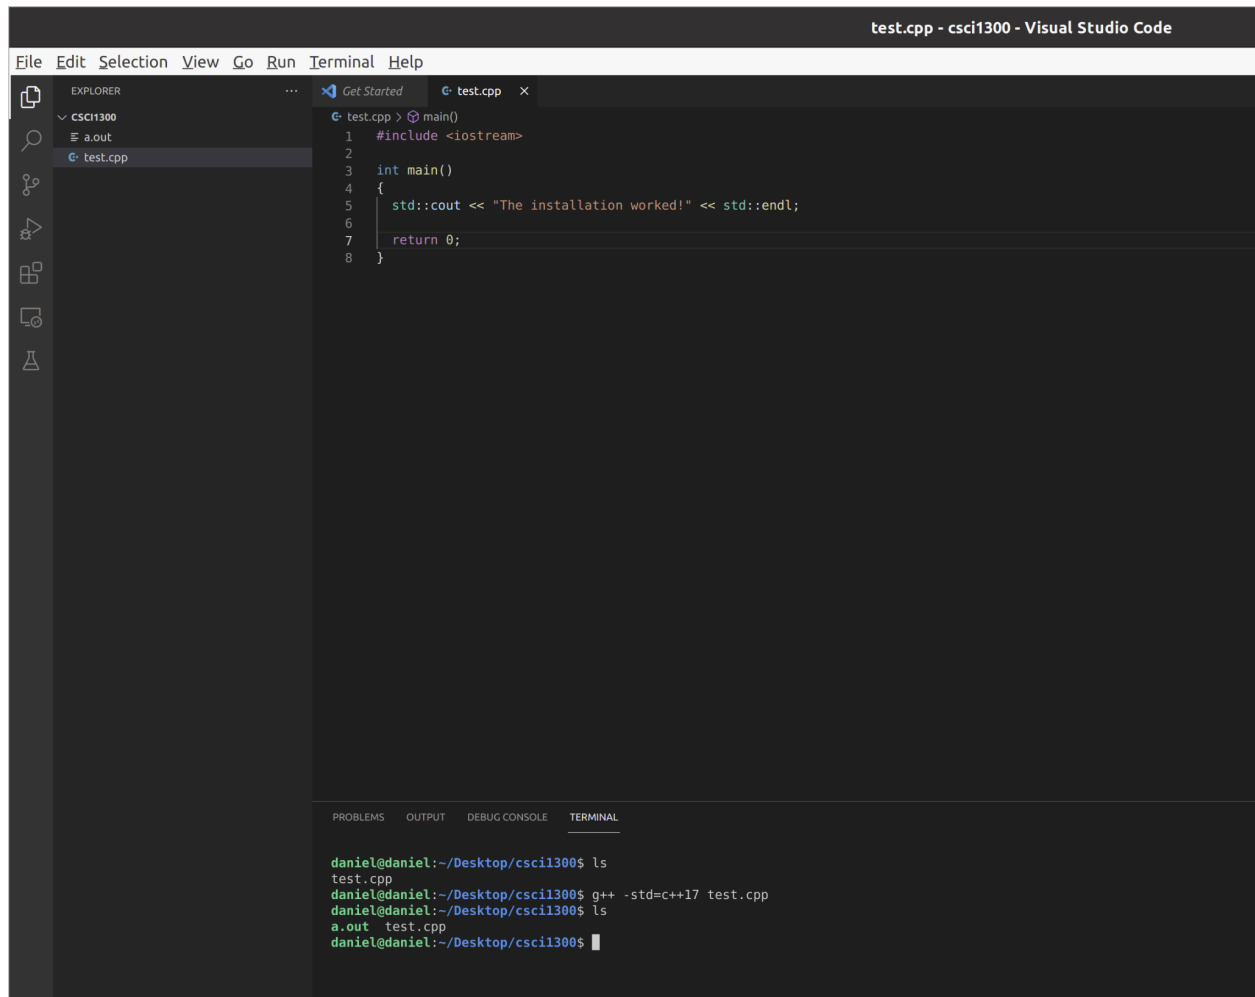 test.cpp - csci1300 - Visual Studio Code
File Edit Selection View Go Run Terminal Help
EXPLORER ... Get Started test.cpp ×
CSCI1300
a.out
test.cpp
test.cpp > main()
1 #include <iostream>
2
3 int main()
4 {
5 std::cout << "The installation worked!" << std::endl;
6
7 return 0;
8 }
PROBLEMS OUTPUT DEBUG CONSOLE TERMINAL
daniel@daniel:~/Desktop/csci1300$ ls
test.cpp
daniel@daniel:~/Desktop/csci1300$ g++ -std=c++17 test.cpp
daniel@daniel:~/Desktop/csci1300$ ls
a.out test.cpp
daniel@daniel:~/Desktop/csci1300$